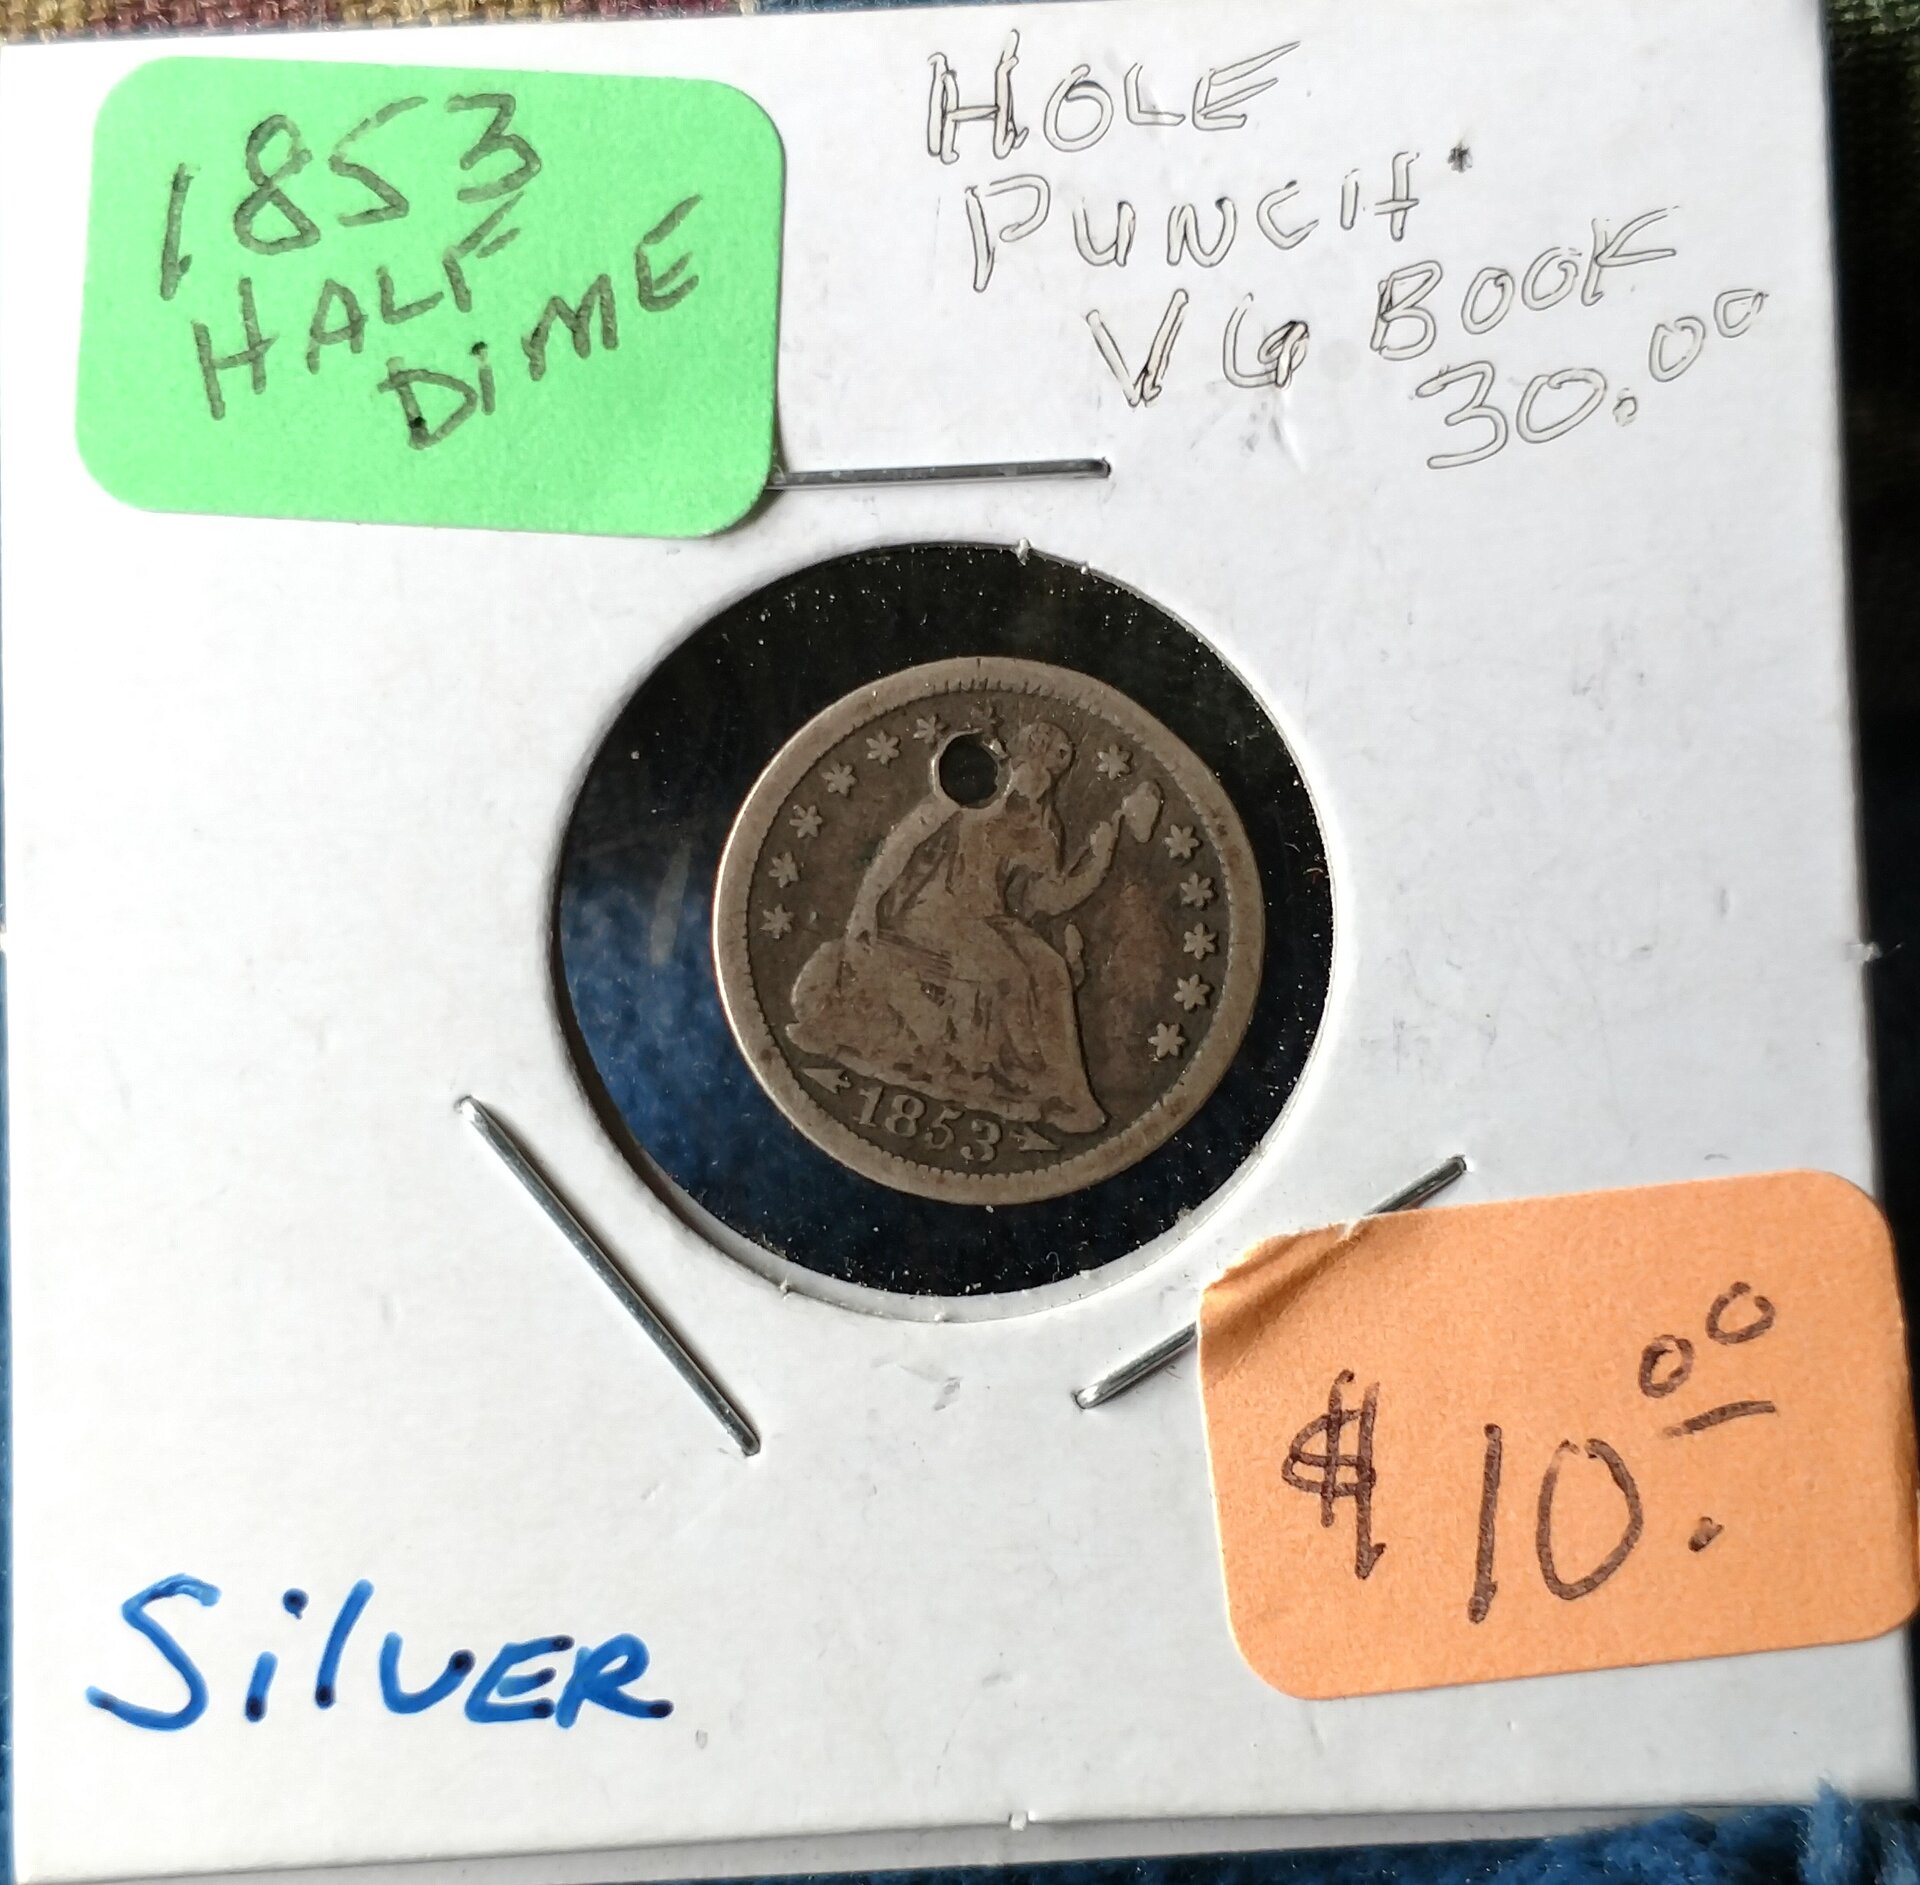 1853
HALF
DiME
HOLE
PUNCH
VG BOOK
30.00
1853
$10.00
SilVER